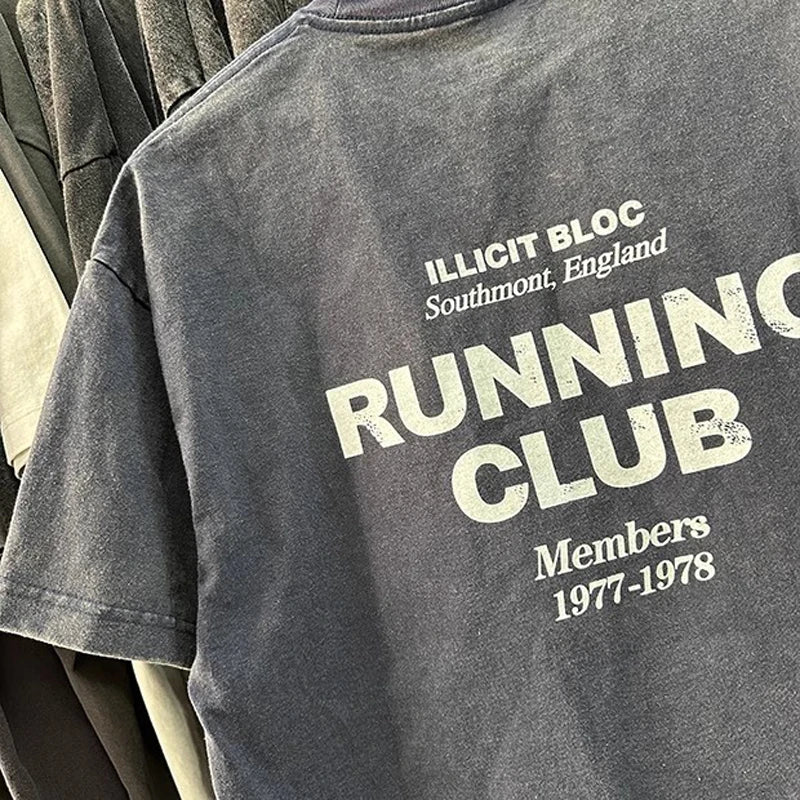 ILLICIT BLOC
Southmont, England
RUNNING
CLUB
Members
1977-1978